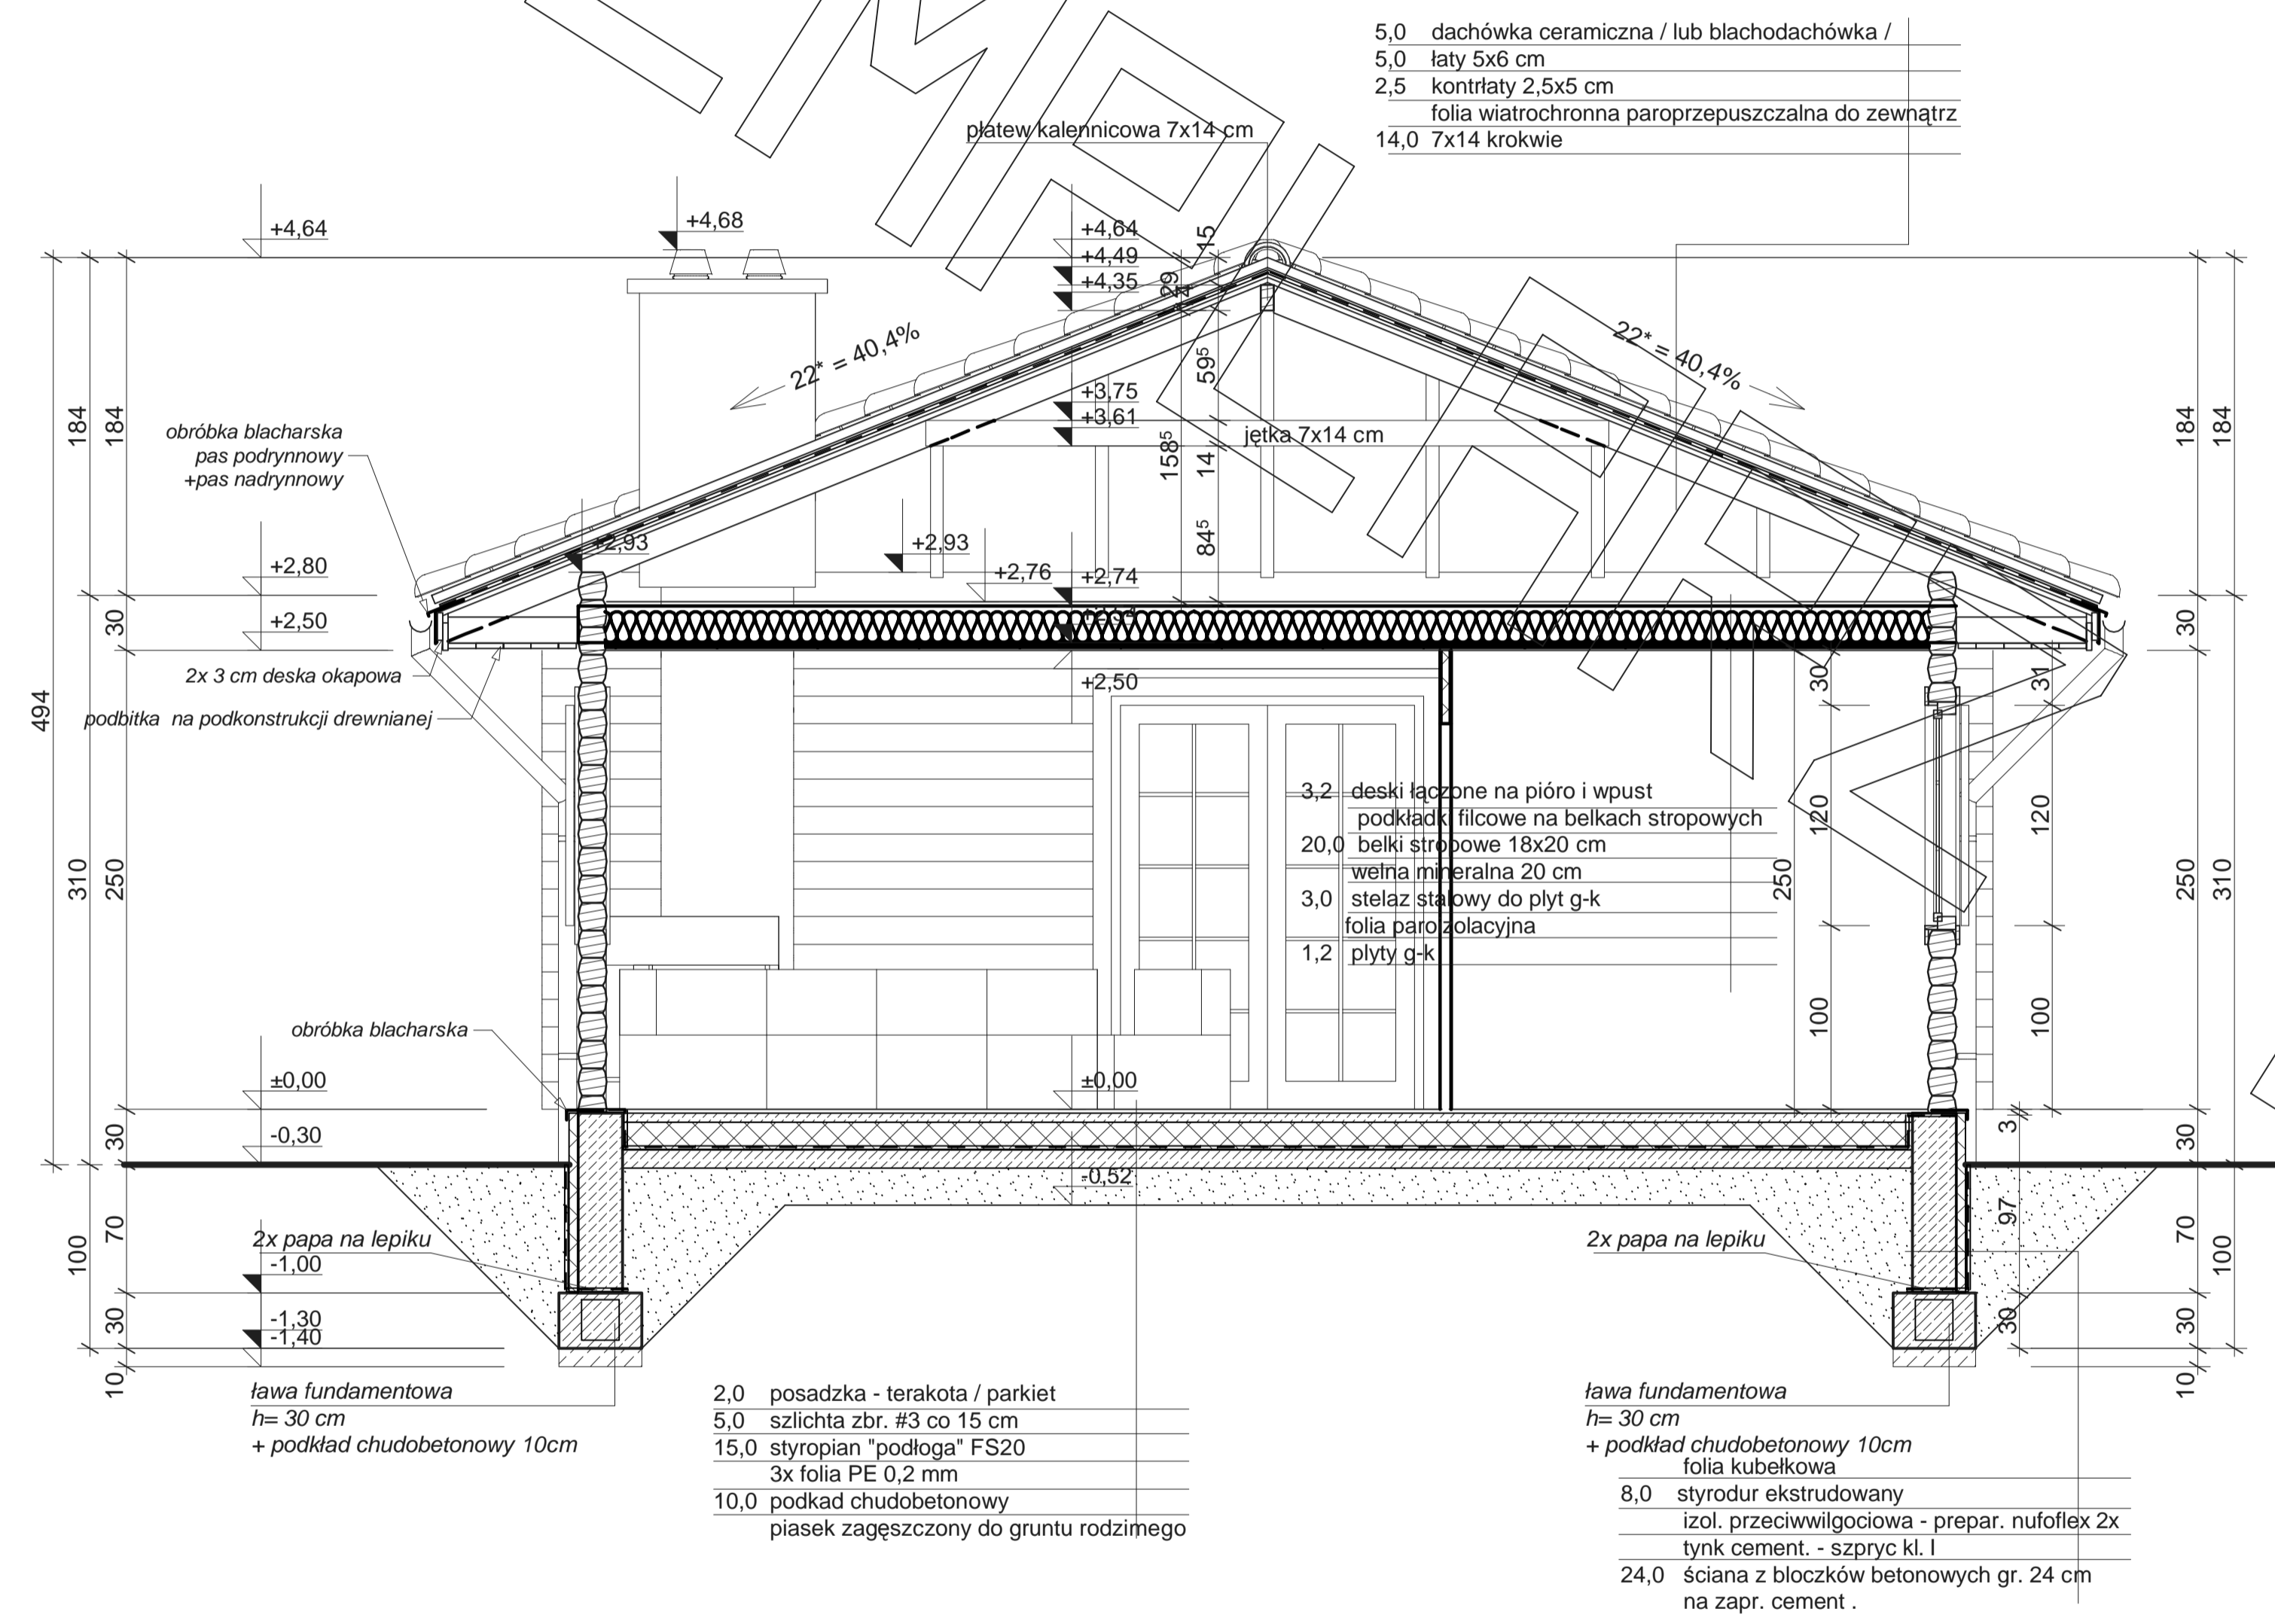 5,0 dachówka ceramiczna / lub blachodachówka /
5,0 łaty 5x6 cm
2,5 kontrłaty 2,5x5 cm
folia wiatrochronna paroprzepuszczalna do zewnątrz
14,0 7x14 krokwie
płatew kalennicowa 7x14 cm
+4,64
+4,68
+4,64
+4,49
+4,35
15
29
22* = 40,4%
22* = 40,4%
59⁵
+3,75
+3,61
jętka 7x14 cm
158⁵
14
84⁵
184
184
184
184
obróbka blacharska
pas podrynnowy
+pas nadrynnowy
+2,93
+2,93
+2,80
+2,76
+2,74
+2,50
+2,50
30
30
30
31
2x 3 cm deska okapowa
podbitka na podkonstrukcji drewnianej
494
310
250
3,2 deski łączone na pióro i wpust
podkładki filcowe na belkach stropowych
20,0 belki stropowe 18x20 cm
welna mineralna 20 cm
3,0 stelaz stalowy do plyt g-k
folia paroizolacyjna
1,2 plyty g-k
250
120
120
250
310
100
100
obróbka blacharska
±0,00
±0,00
-0,30
-0,52
30
3
30
70
100
97
70
100
2x papa na lepiku
2x papa na lepiku
-1,00
-1,30
-1,40
30
10
30
30
10
ława fundamentowa
h= 30 cm
+ podkład chudobetonowy 10cm
2,0 posadzka - terakota / parkiet
5,0 szlichta zbr. #3 co 15 cm
15,0 styropian "podłoga" FS20
3x folia PE 0,2 mm
10,0 podkad chudobetonowy
piasek zagęszczony do gruntu rodzimego
ława fundamentowa
h= 30 cm
+ podkład chudobetonowy 10cm
folia kubełkowa
8,0 styrodur ekstrudowany
izol. przeciwwilgociowa - prepar. nufoflex 2x
tynk cement. - szpryc kl. I
24,0 ściana z bloczków betonowych gr. 24 cm
na zapr. cement .